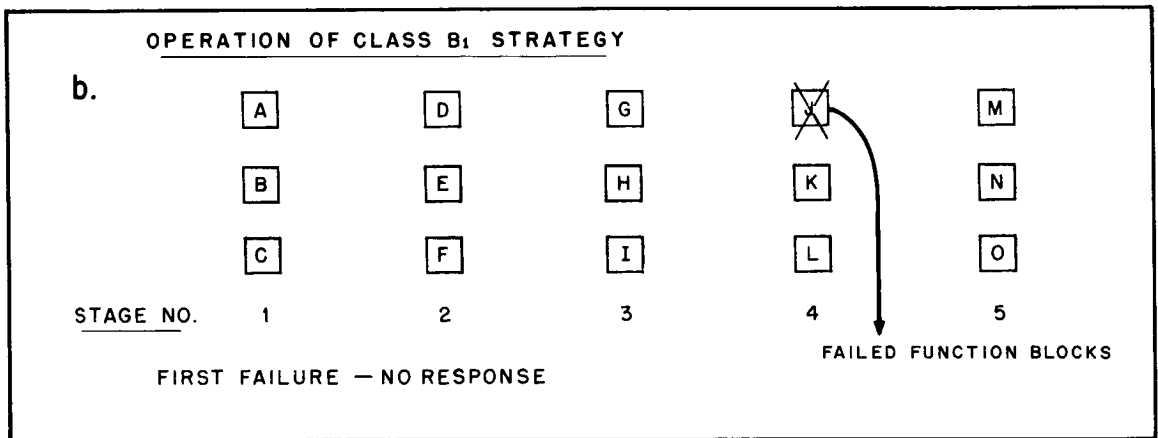 OPERATION OF CLASS B1 STRATEGY
b.
A D G J M
B E H K N
C F I L O
STAGE NO. 1 2 3 4 5
FAILED FUNCTION BLOCKS
FIRST FAILURE — NO RESPONSE